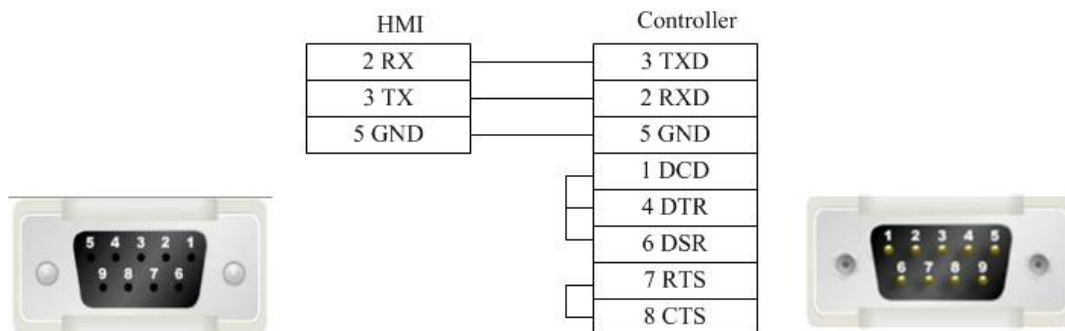 HMI
Controller
2 RX
3 TXD
3 TX
2 RXD
5 GND
5 GND
1 DCD
4 DTR
6 DSR
7 RTS
8 CTS
5 4 3 2 1
9 8 7 6
1 2 3 4 5
6 7 8 9